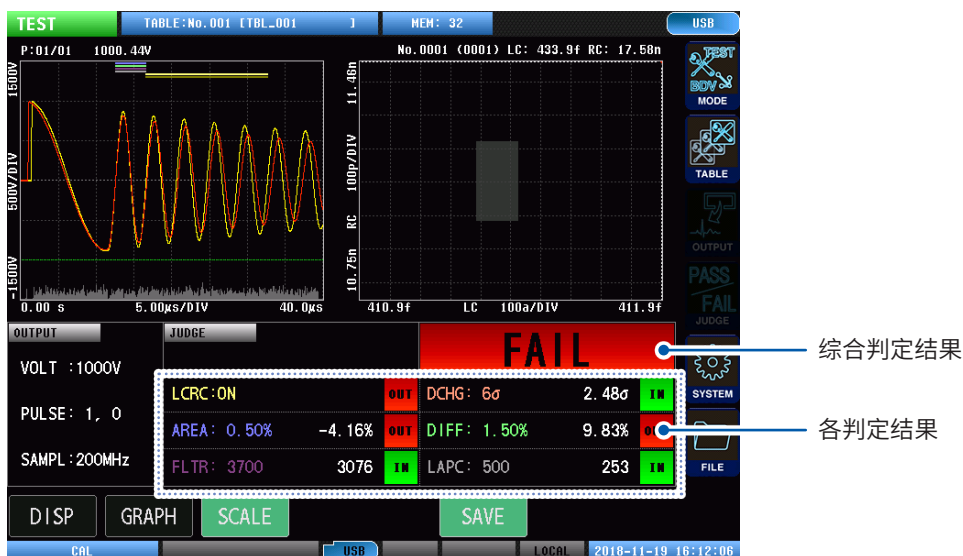 TEST
TABLE:No.001 [TBL_001 ]
MEM: 32
USB
P:01/01 1000.44V
No.0001 (0001) LC: 433.9f RC: 17.58n
1500V
500V/DIV
-1500V
0.00 s 5.00µs/DIV 40.0µs
11.46n
100p/DIV
RC
10.75n
410.9f LC 100a/DIV 411.9f
TEST
BDV
MODE
TABLE
OUTPUT
PASS
FAIL
JUDGE
SYSTEM
FILE
OUTPUT
VOLT :1000V
PULSE: 1, 0
SAMPL:200MHz
JUDGE
FAIL
综合判定结果
LCRC:ON OUT DCHG: 6σ 2.48σ IN
AREA: 0.50% -4.16% OUT DIFF: 1.50% 9.83%
各判定结果
FLTR: 3700 3076 IN LAPC: 500 253 IN
DISP GRAPH SCALE SAVE
CAL USB LOCAL 2018-11-19 16:12:06